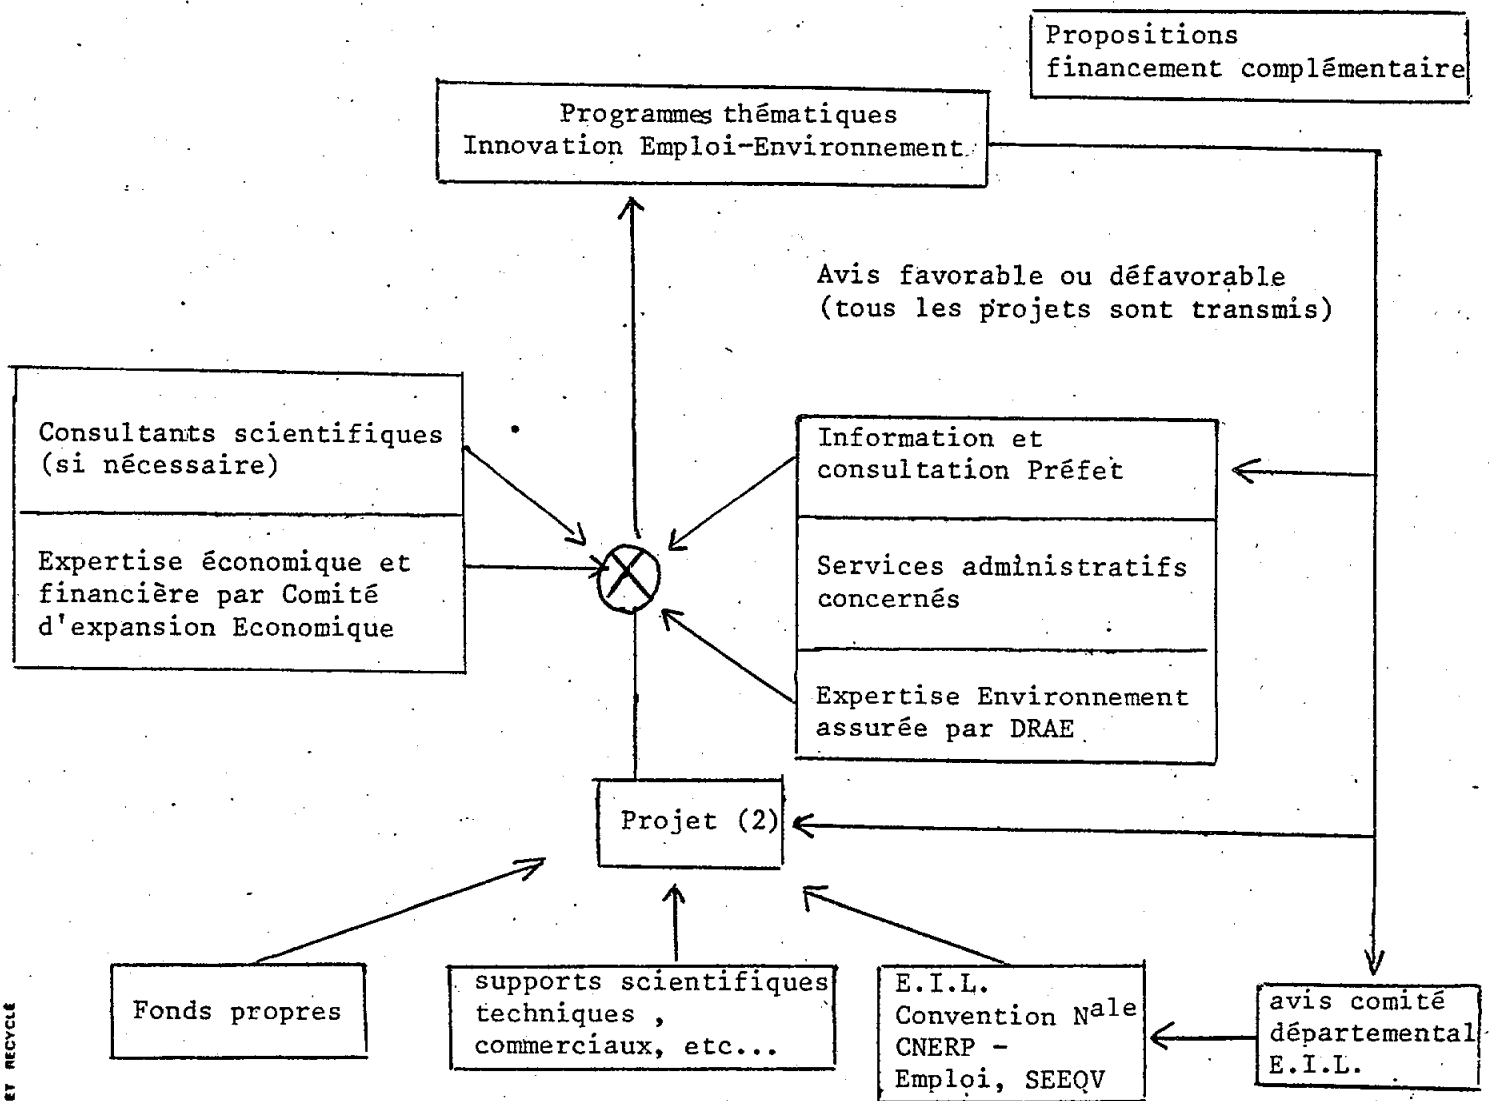 Propositions
financement complémentaire
Programmes thématiques
Innovation Emploi-Environnement
Avis favorable ou défavorable
(tous les projets sont transmis)
Consultants scientifiques
(si nécessaire)
Expertise économique et
financière par Comité
d'expansion Economique
Information et
consultation Préfet
Services administratifs
concernés
Expertise Environnement
assurée par DRAE
Projet (2)
Fonds propres
supports scientifiques
techniques ,
commerciaux, etc...
E.I.L.
Convention Nale
CNERP -
Emploi, SEEQV
avis comité
départemental
E.I.L.
ET RECYCLÉ